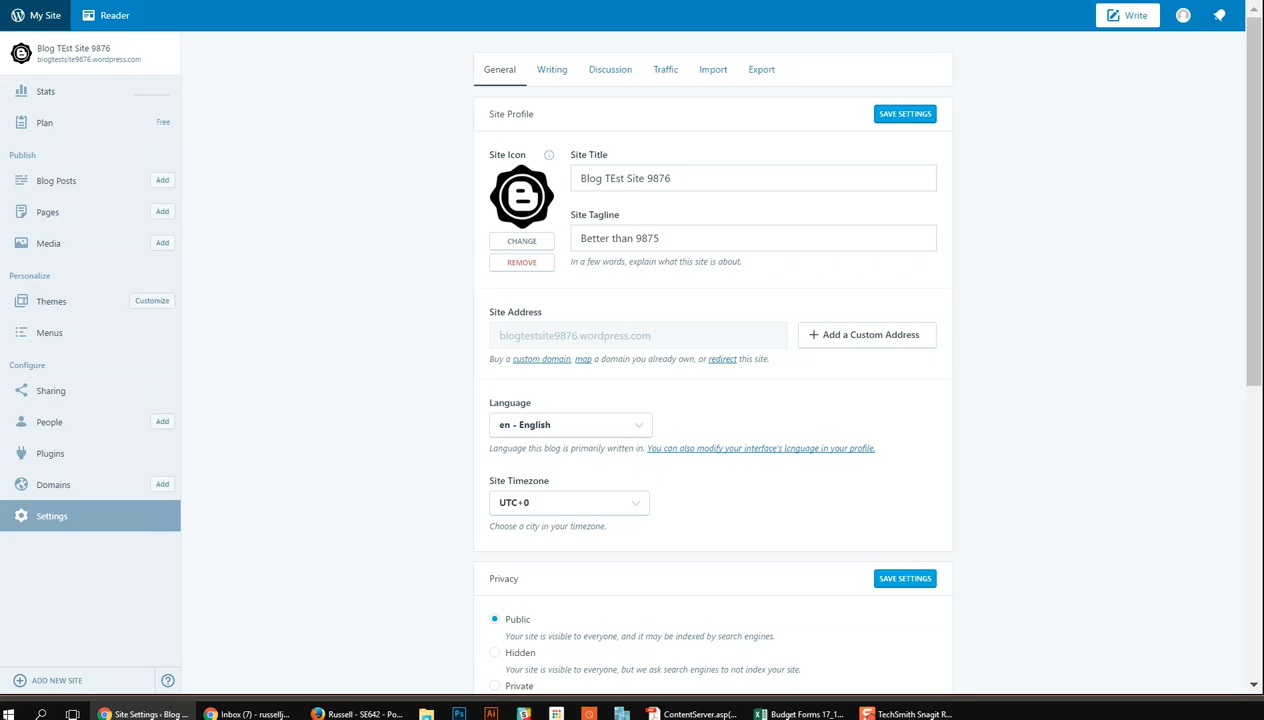 My Site
Reader
Write
Blog TEst Site 9876
blogtestsite9876.wordpress.com
Stats
Plan
Free
Publish
Blog Posts
Add
Pages
Add
Media
Add
Personalize
Themes
Customize
Menus
Configure
Sharing
People
Add
Plugins
Domains
Add
Settings
ADD NEW SITE
General
Writing
Discussion
Traffic
Import
Export
Site Profile
SAVE SETTINGS
Site Icon
CHANGE
REMOVE
Site Title
Blog TEst Site 9876
Site Tagline
Better than 9875
In a few words, explain what this site is about.
Site Address
blogtestsite9876.wordpress.com
Add a Custom Address
Buy a custom domain, map a domain you already own, or redirect this site.
Language
en - English
Language this blog is primarily written in. You can also modify your interface's language in your profile.
Site Timezone
UTC+0
Choose a city in your timezone.
Privacy
SAVE SETTINGS
Public
Your site is visible to everyone, and it may be indexed by search engines.
Hidden
Your site is visible to everyone, but we ask search engines to not index your site.
Private
Site Settings ‹ Blog ...
Inbox (7) - russellj...
Russell - SE642 - Po...
Ps
Ai
ContentServer.asp(...
Budget Forms 17_1...
TechSmith Snagit R...